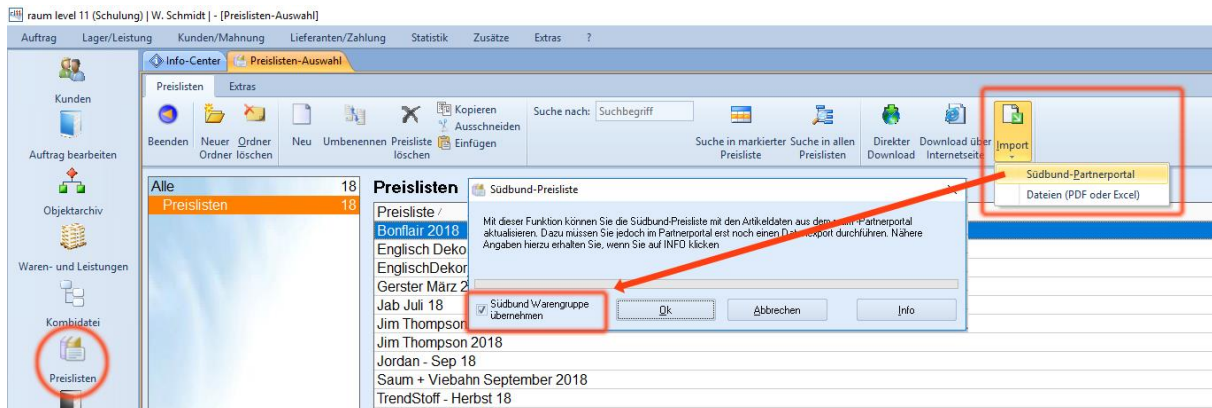 raum level 11 (Schulung) | W. Schmidt | - [Preislisten-Auswahl]
Auftrag Lager/Leistung Kunden/Mahnung Lieferanten/Zahlung Statistik Zusätze Extras ?
Info-Center Preislisten-Auswahl
Preislisten Extras
Kunden
Auftrag bearbeiten
Objektarchiv
Waren- und Leistungen
Kombidatei
Preislisten
Beenden
Neuer Ordner
Ordner löschen
Neu
Umbenennen
Preisliste löschen
Kopieren
Ausschneiden
Einfügen
Suche nach: Suchbegriff
Suche in markierter Preisliste
Suche in allen Preislisten
Direkter Download
Download über Internetseite
Import
Südbund-Partnerportal
Dateien (PDF oder Excel)
Alle 18
Preislisten 18
Preislisten
Preisliste
Bonflair 2018
Englisch Deko
EnglischDekor
Gerster März 2
Jab Juli 18
Jim Thompson
Jim Thompson 2018
Jordan - Sep 18
Saum + Viebahn September 2018
TrendStoff - Herbst 18
Südbund-Preisliste
Mit dieser Funktion können Sie die Südbund-Preisliste mit den Artikeldaten aus dem -Partnerportal
aktualisieren. Dazu müssen Sie jedoch im Partnerportal erst noch einen durchführen. Nähere
Angaben hierzu erhalten Sie, wenn Sie auf INFO klicken
Südbund Warengruppe
übernehmen
Ok Abbrechen Info